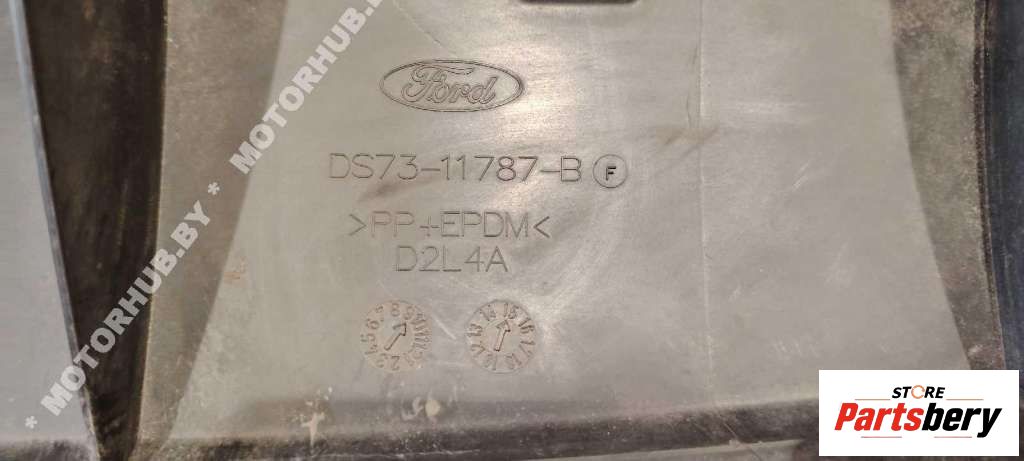 Ford
DS73-11787-B F
>PP+EPDM<
D2L4A
* MOTORHUB.BY * MOTORHUB.BY
STORE
Partsbery